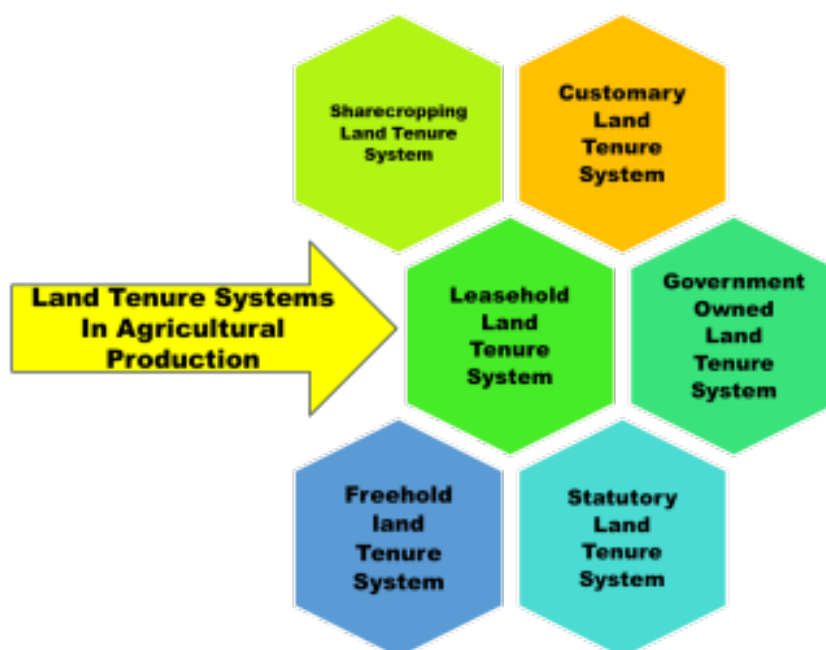 Sharecropping
Land Tenure
System
Customary
Land
Tenure
System
Land Tenure Systems
In Agricultural
Production
Leasehold
Land
Tenure
System
Government
Owned
Land
Tenure
System
Freehold
land
Tenure
System
Statutory
Land
Tenure
System